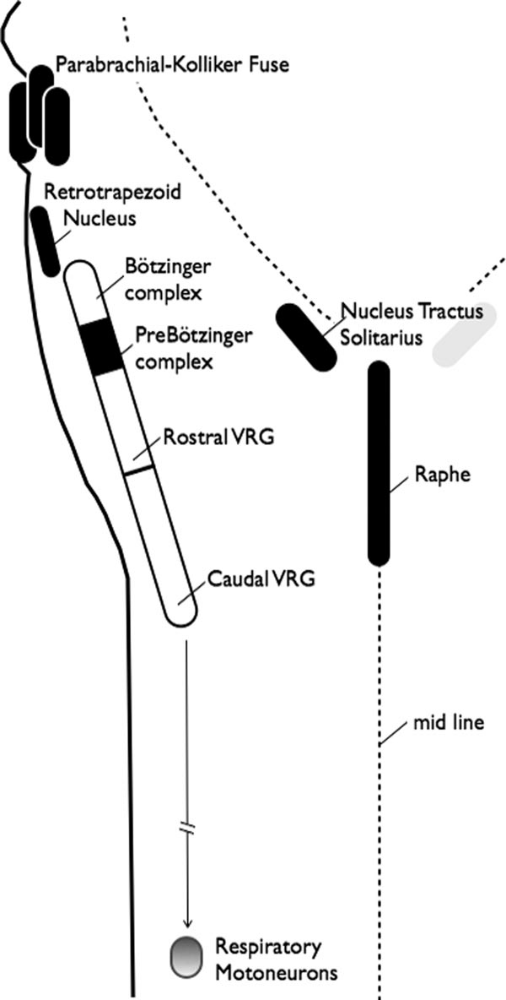 Parabrachial-Kolliker Fuse
Retrotrapezoid
Nucleus
Bötzinger
complex
Nucleus Tractus
Solitarius
PreBötzinger
complex
Rostral VRG
Raphe
Caudal VRG
mid line
Respiratory
Motoneurons